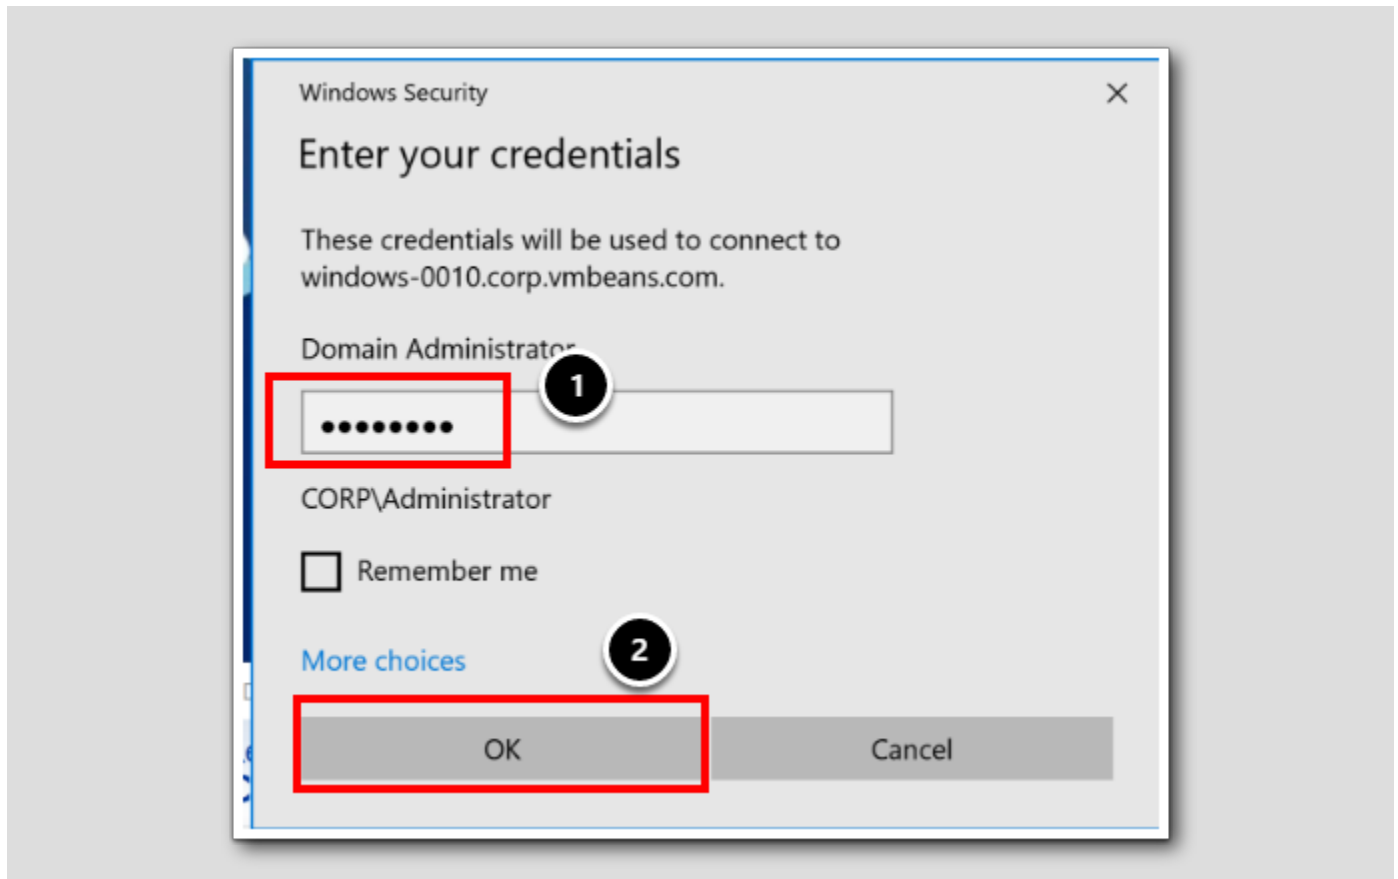 Windows Security
Enter your credentials
These credentials will be used to connect to
windows-0010.corp.vmbeans.com.
Domain Administrator
1
••••••••
CORP\Administrator
Remember me
More choices
2
OK
Cancel